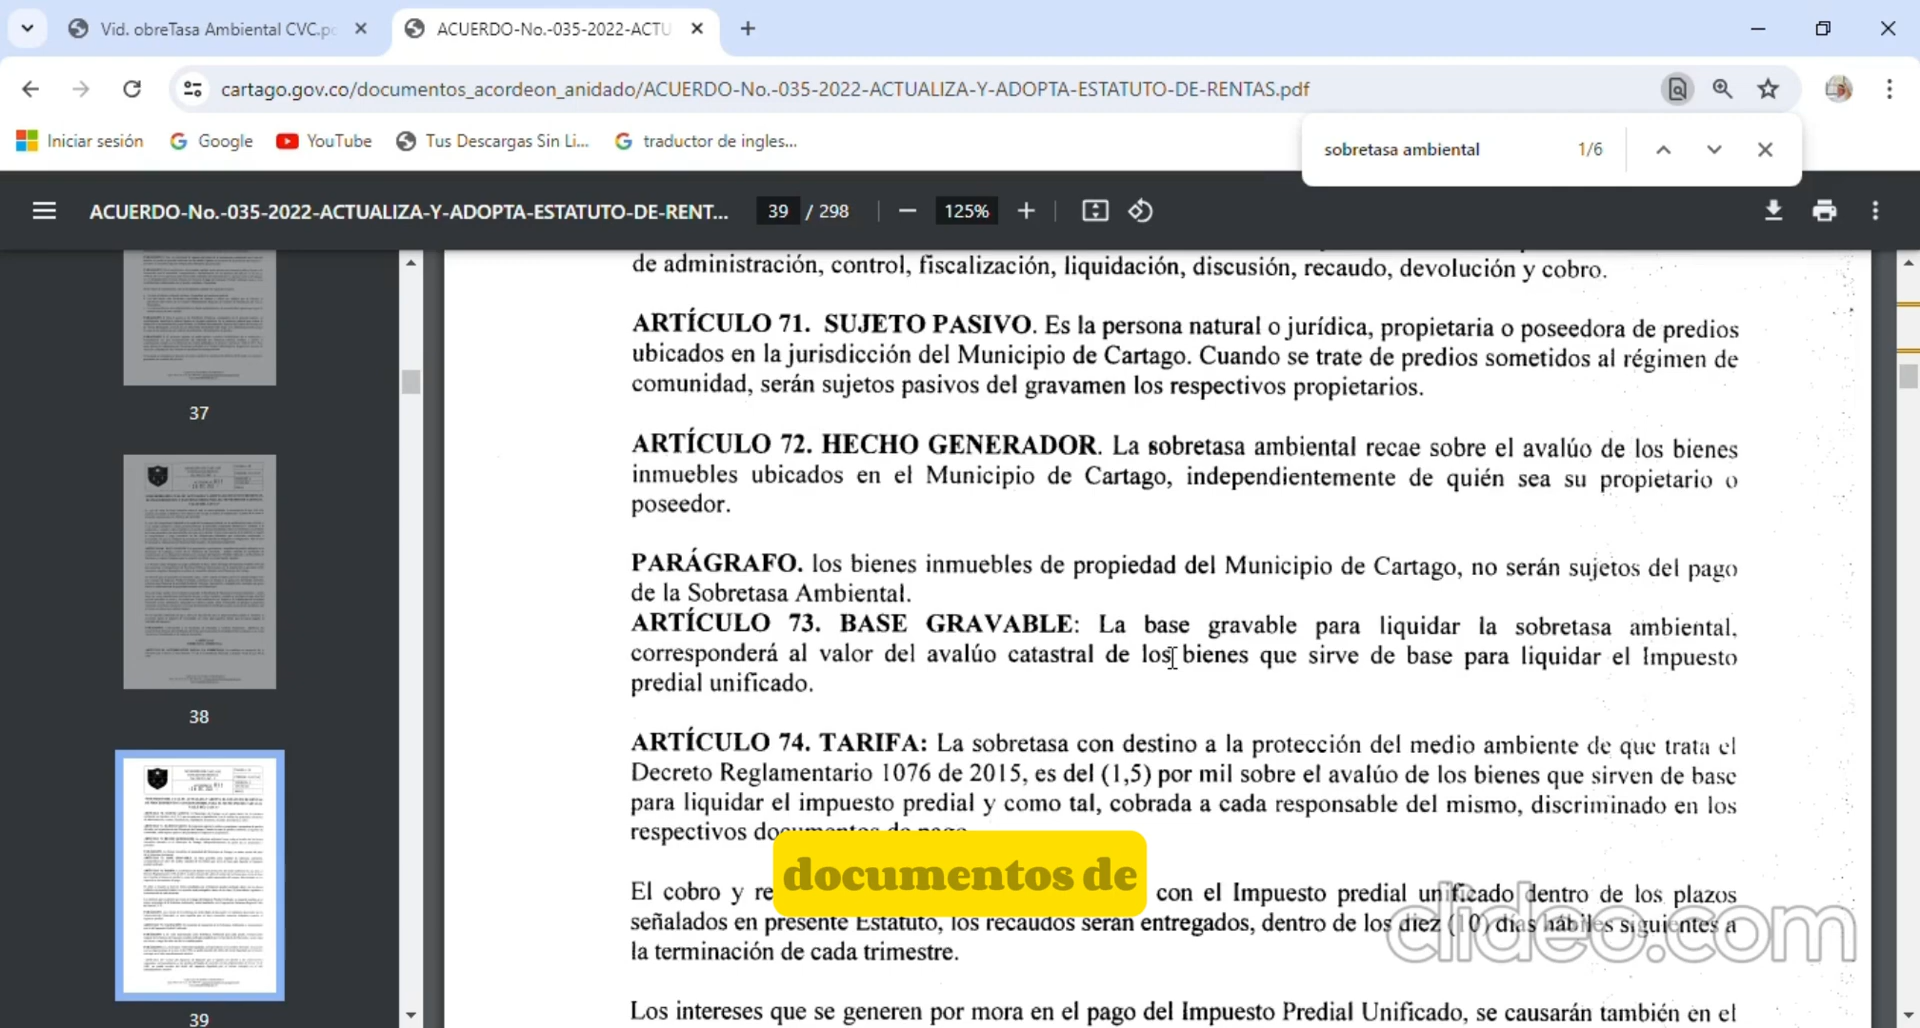 Vid. obreTasa Ambiental CVC.pd
ACUERDO-No.-035-2022-ACTU
cartago.gov.co/documentos_acordeon_anidado/ACUERDO-No.-035-2022-ACTUALIZA-Y-ADOPTA-ESTATUTO-DE-RENTAS.pdf
Iniciar sesión
Google
YouTube
Tus Descargas Sin Li...
traductor de ingles...
sobretasa ambiental
1/6
ACUERDO-No.-035-2022-ACTUALIZA-Y-ADOPTA-ESTATUTO-DE-RENT...
39 / 298
125%
37
38
39
de administración, control, fiscalización, liquidación, discusión, recaudo, devolución y cobro.
ARTÍCULO 71. SUJETO PASIVO. Es la persona natural o jurídica, propietaria o poseedora de predios
ubicados en la jurisdicción del Municipio de Cartago. Cuando se trate de predios sometidos al régimen de
comunidad, serán sujetos pasivos del gravamen los respectivos propietarios.
ARTÍCULO 72. HECHO GENERADOR. La sobretasa ambiental recae sobre el avalúo de los bienes
inmuebles ubicados en el Municipio de Cartago, independientemente de quién sea su propietario o
poseedor.
PARÁGRAFO. los bienes inmuebles de propiedad del Municipio de Cartago, no serán sujetos del pago
de la Sobretasa Ambiental.
ARTÍCULO 73. BASE GRAVABLE: La base gravable para liquidar la sobretasa ambiental,
corresponderá al valor del avalúo catastral de los bienes que sirve de base para liquidar el Impuesto
predial unificado.
ARTÍCULO 74. TARIFA: La sobretasa con destino a la protección del medio ambiente de que trata el
Decreto Reglamentario 1076 de 2015, es del (1,5) por mil sobre el avalúo de los bienes que sirven de base
para liquidar el impuesto predial y como tal, cobrada a cada responsable del mismo, discriminado en los
respectivos documentos de pago.
documentos de
El cobro y con el Impuesto predial unificado dentro de los plazos
señalados en presente Estatuto, los recaudos serán entregados, dentro de los diez (10) días hábiles siguientes a
la terminación de cada trimestre.
Los intereses que se generen por mora en el pago del Impuesto Predial Unificado, se causarán también en el
clideo.com